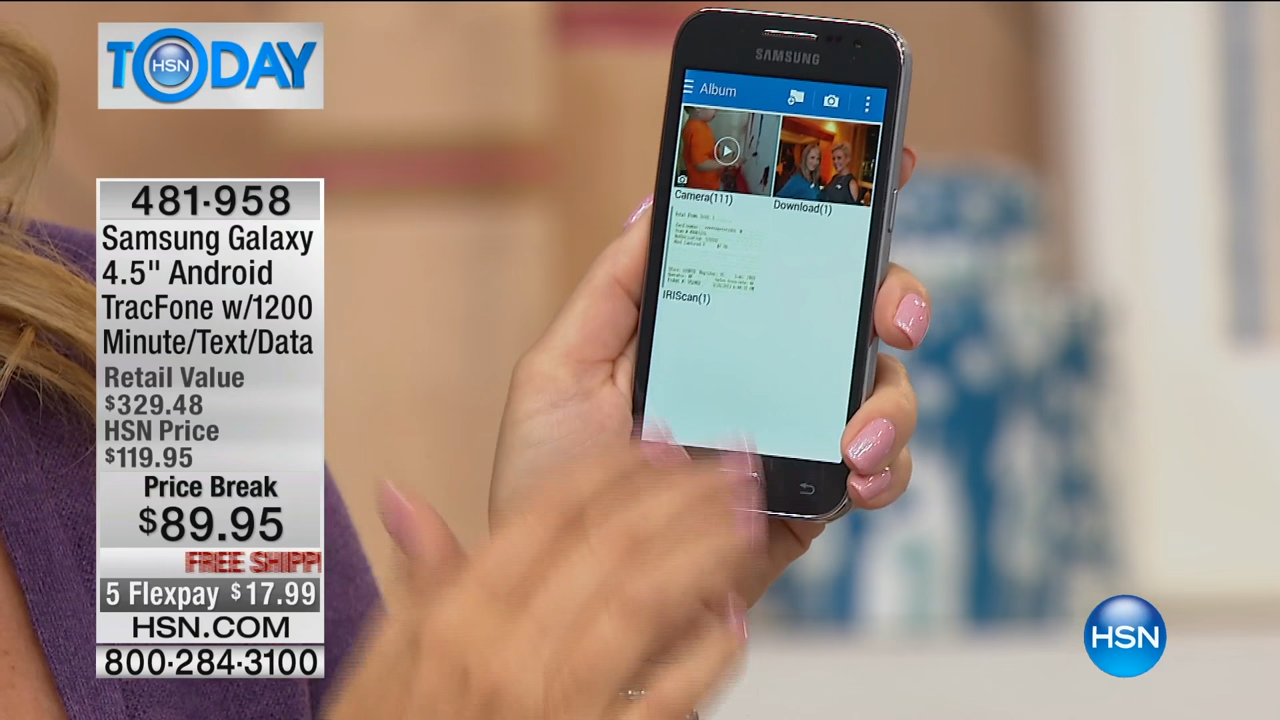 TODAY
HSN
481·958
Samsung Galaxy
4.5" Android
TracFone w/1200
Minute/Text/Data
Retail Value
$329.48
HSN Price
$119.95
Price Break
$89.95
FREE SHIPP
5 Flexpay $17.99
HSN.COM
800·284·3100
SAMSUNG
Album
Camera(111)
Download(1)
IRIScan(1)
HSN